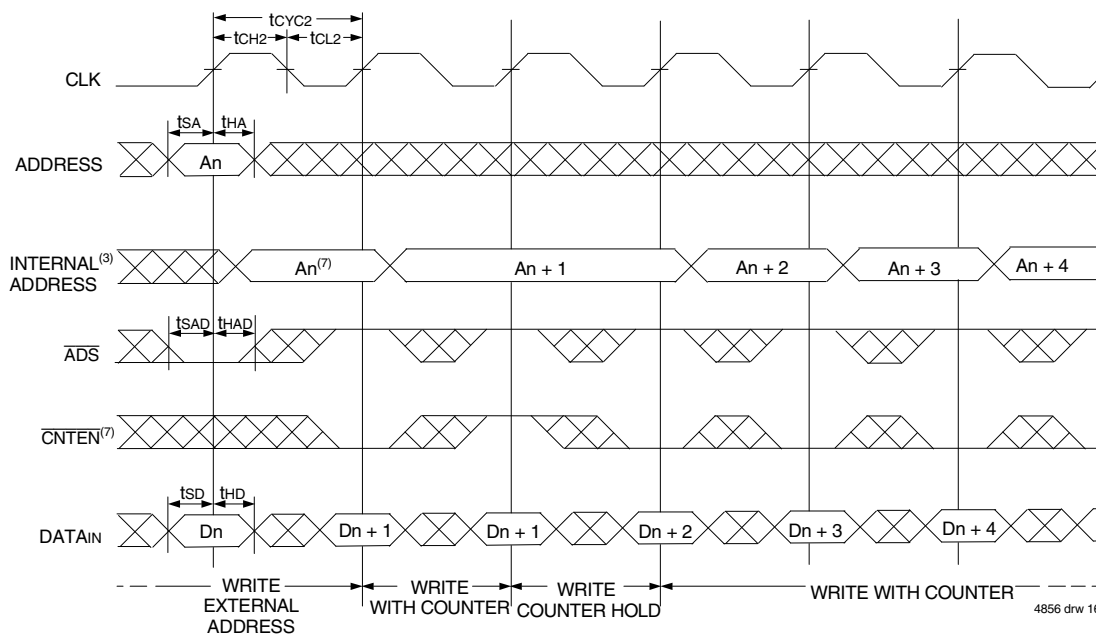 tCYC2
tCH2 tCL2
CLK
tSA tHA
ADDRESS An
INTERNAL(3) An(7) An + 1 An + 2 An + 3 An + 4
ADDRESS
tSAD tHAD
ADS
CNTEN(7)
tSD tHD
DATAIN Dn Dn + 1 Dn + 1 Dn + 2 Dn + 3 Dn + 4
WRITE WRITE WRITE WRITE WITH COUNTER
EXTERNAL WITH COUNTER COUNTER HOLD
ADDRESS
4856 drw 16